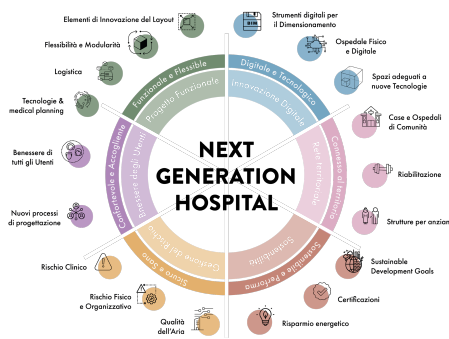 Elementi di Innovazione del Layout
Flessibilità e Modularità
Logistica
Tecnologie &
medical planning
Benessere di
tutti gli Utenti
Nuovi processi
di progettazione
Rischio Clinico
Rischio Fisico
e Organizzativo
Qualità
dell'Aria
Strumenti digitali per
il Dimensionamento
Ospedale Fisico
e Digitale
Spazi adeguati a
nuove Tecnologie
Case e Ospedali
di Comunità
Riabilitazione
Strutture per anzian
Sustainable
Development Goals
Certificazioni
Risparmio energetico
Funzionale e Flessibile
Progetto Funzionale
Digitale e Tecnologico
Innovazione Digitale
Connesso al territorio
Rete territoriale
Sostenibile e Performa
Sostenibilità
Sicuro e Sano
Gestione del Rischio
Confortevole e Accogliente
Benessere degli Utenti
NEXT
GENERATION
HOSPITAL